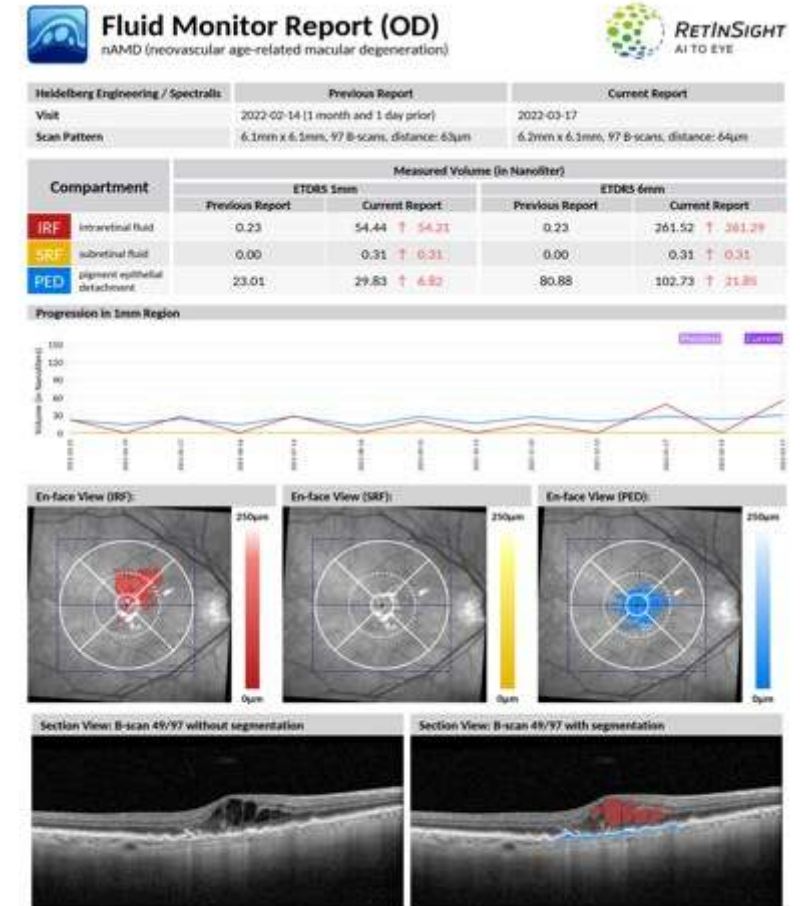 Fluid Monitor Report (OD)
nAMD (neovascular age-related macular degeneration)
RETINSIGHT
AI TO EYE
Heidelberg Engineering / Spectralis Previous Report Current Report
Visit 2022-02-14 (1 month and 1 day prior) 2022-03-17
Scan Pattern 6.1mm x 6.1mm, 97 B-scans, distance: 63µm 6.2mm x 6.1mm, 97 B-scans, distance: 64µm
Compartment Measured Volume (in Nanoliter)
ETDRS 1mm ETDRS 6mm
Previous Report Current Report Previous Report Current Report
IRF intraretinal fluid 0.23 54.44 ↑ 54.21 0.23 261.52 ↑ 261.29
SRF subretinal fluid 0.00 0.31 ↑ 0.31 0.00 0.31 ↑ 0.31
PED pigment epithelial detachment 23.01 29.83 ↑ 6.82 80.88 102.73 ↑ 21.85
Progression in 1mm Region
Volume (in Nanoliters)
150
120
90
60
30
0
Previous Current
En-face View (IRF): En-face View (SRF): En-face View (PED):
250µm 250µm 250µm
0µm 0µm 0µm
Section View: B-scan 49/97 without segmentation Section View: B-scan 49/97 with segmentation